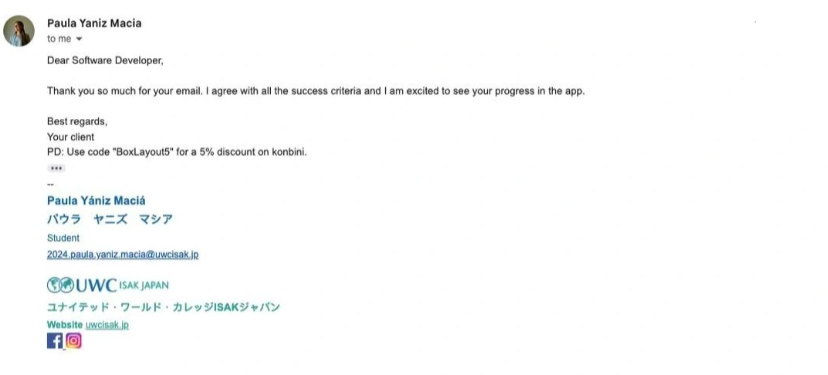 Paula Yaniz Macia
to me
Dear Software Developer,
Thank you so much for your email. I agree with all the success criteria and I am excited to see your progress in the app.
Best regards,
Your client
PD: Use code "BoxLayout5" for a 5% discount on konbini.
--
Paula Yániz Maciá
パウラ ヤニズ マシア
Student
2024.paula.yaniz.macia@uwcisak.jp
UWC ISAK JAPAN
ユナイテッド・ワールド・カレッジISAKジャパン
Website uwcisak.jp